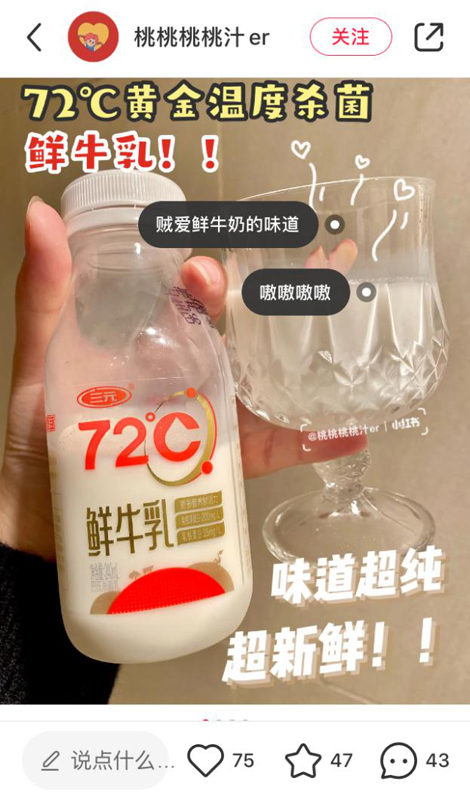 桃桃桃桃汁er
关注
72℃黄金温度杀菌
鲜牛乳！！
贼爱鲜牛奶的味道
嗷嗷嗷嗷
三元
72℃
鲜牛乳
@桃桃桃桃汁er | 小红书
味道超纯
超新鲜！！
说点什么...
75
47
43